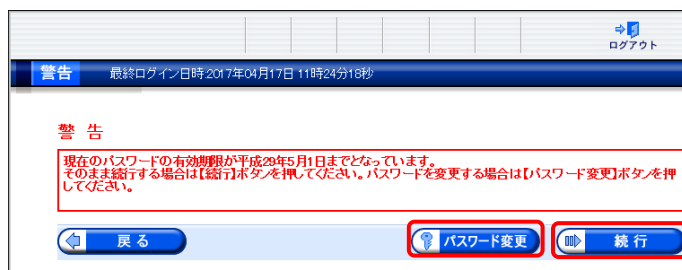 ログアウト
警告 最終ログイン日時:2017年04月17日 11時24分18秒
警 告
現在のパスワードの有効期限が平成29年5月1日までとなっています。
そのまま続行する場合は【続行】ボタンを押してください。パスワードを変更する場合は【パスワード変更】ボタンを押
してください。
戻る パスワード変更 続行